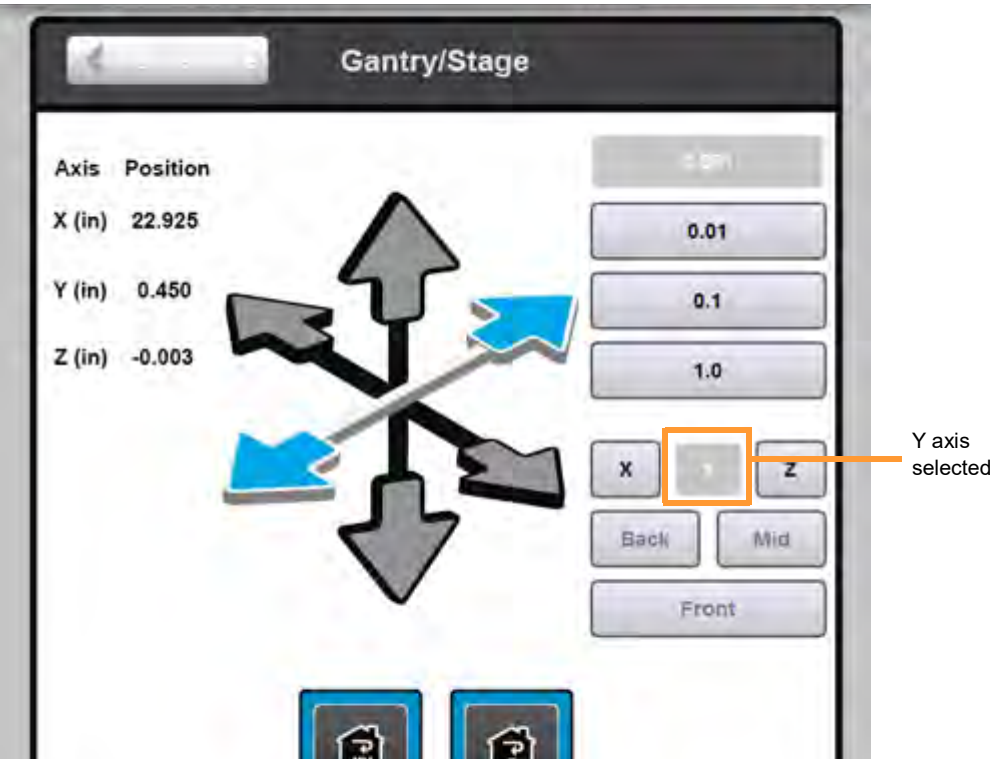 Gantry/Stage
Axis Position
X (in) 22.925
Y (in) 0.450
Z (in) -0.003
0.01
0.1
1.0
X
Z
Back
Mid
Front
Y axis
selected